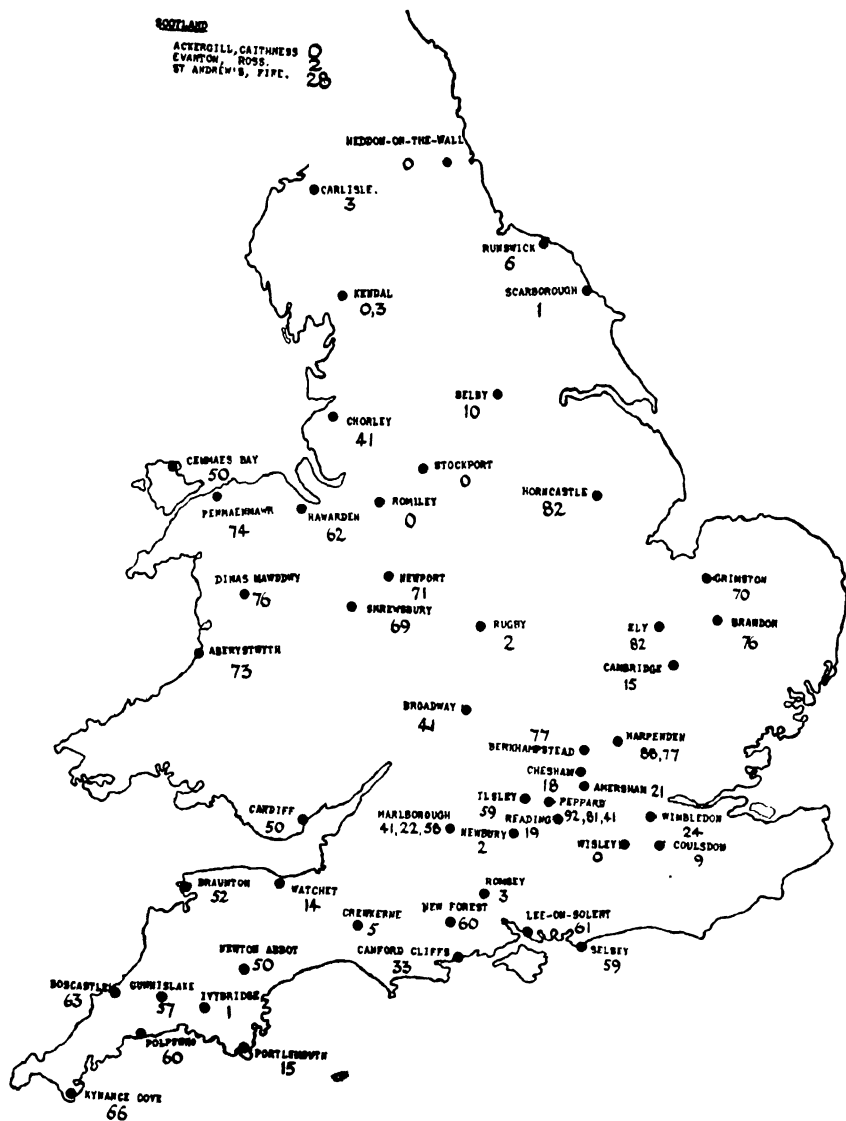 SCOTLAND
ACKERGILL, CAITHNESS 0
EVANTON, ROSS. 2
ST ANDREW'S, FIFE. 28
HEDDON-ON-THE-WALL
0
CARLISLE.
3
RUNSWICK
6
KENDAL
0,3
SCARBOROUGH
1
SELBY
10
CHORLEY
41
CEMMAES BAY
50
STOCKPORT
0
PENMAENMAWR
74
HAWARDEN
62
ROMILEY
0
HORNCASTLE
82
DINAS MAWDDWY
76
NEWPORT
71
GRIMSTON
70
SHREWSBURY
69
RUGBY
2
ELY
82
BRANDON
76
ABERYSTWYTH
73
CAMBRIDGE
15
BROADWAY
41
77
BERKHAMPSTEAD
HARPENDEN
88,77
CHESHAM
18
AMERSHAM 21
ILSLEY
59
PEPPARD
92,81,41
CARDIFF
50
MARLBOROUGH
41,22,58
NEWBURY
2
READING
19
WIMBLEDON
24
WISLEY
0
COULSDON
9
BRAUNTON
52
WATCHET
14
ROMSEY
3
CREWKERNE
5
NEW FOREST
60
LEE-ON-SOLENT
61
NEWTON ABBOT
50
CANFORD CLIFFS
33
SELSEY
59
BOSCASTLE
63
GUNNISLAKE
57
IVYBRIDGE
1
POLPERRO
60
PORTLEMOUTH
15
KYNANCE COVE
66